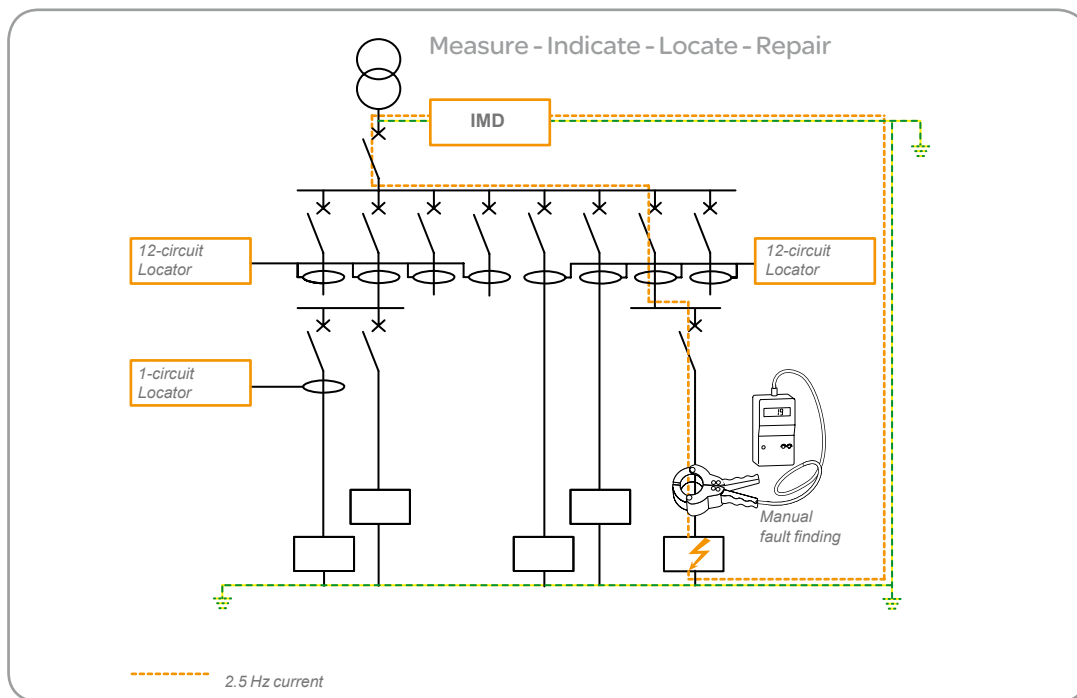 Measure - Indicate - Locate - Repair
IMD
12-circuit
Locator
12-circuit
Locator
1-circuit
Locator
19
Manual
fault finding
2.5 Hz current